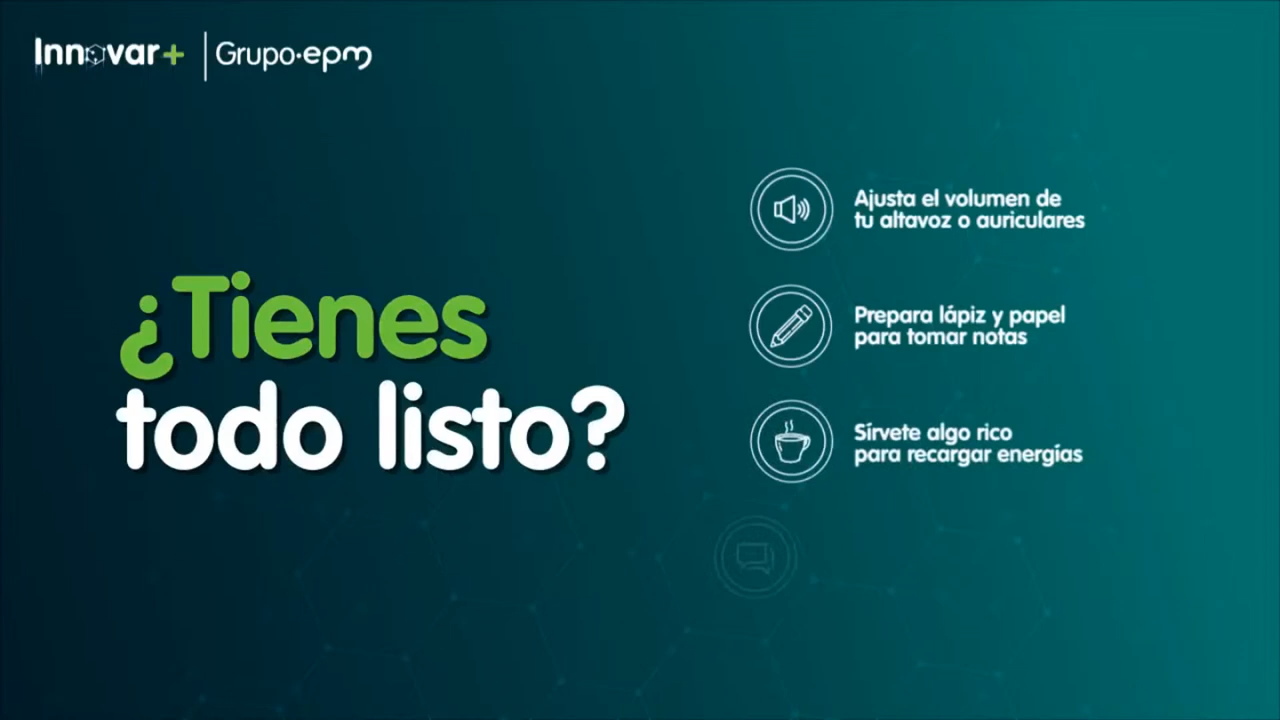 Innovar+ Grupo·epm
¿Tienes
todo listo?
Ajusta el volumen de
tu altavoz o auriculares
Prepara lápiz y papel
para tomar notas
Sírvete algo rico
para recargar energías